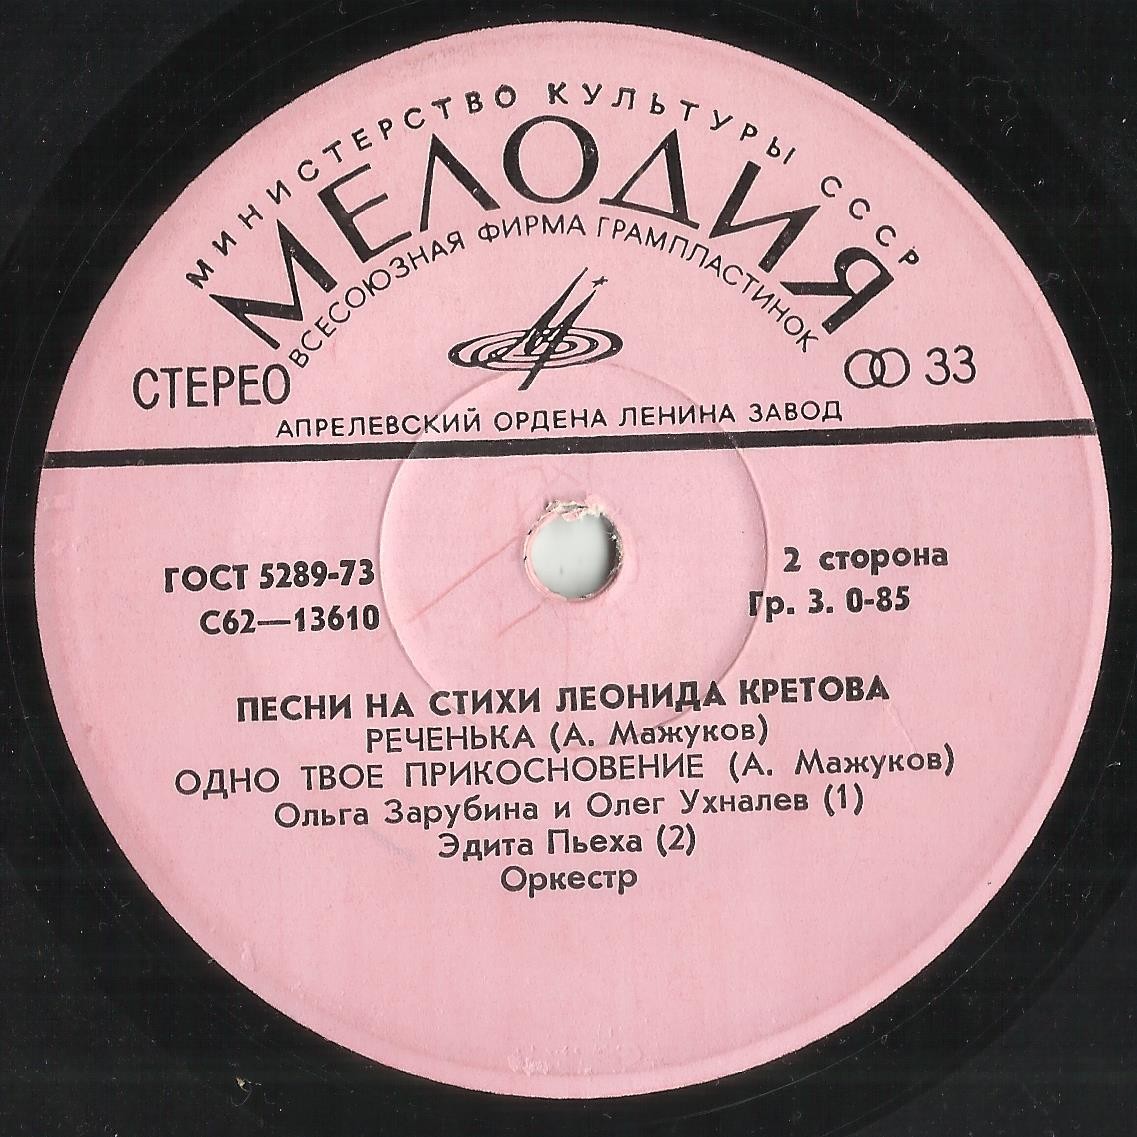 МИНИСТЕРСТВО КУЛЬТУРЫ СССР
МЕЛОДИЯ
ВСЕСОЮЗНАЯ ФИРМА ГРАМПЛАСТИНОК
СТЕРЕО
33
АПРЕЛЕВСКИЙ ОРДЕНА ЛЕНИНА ЗАВОД
ГОСТ 5289-73
2 сторона
С62—13610
Гр. 3. 0-85
ПЕСНИ НА СТИХИ ЛЕОНИДА КРЕТОВА
РЕЧЕНЬКА (А. Мажуков)
ОДНО ТВОЕ ПРИКОСНОВЕНИЕ (А. Мажуков)
Ольга Зарубина и Олег Ухналев (1)
Эдита Пьеха (2)
Оркестр